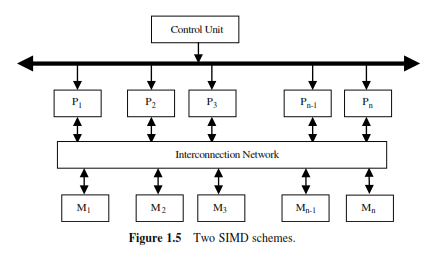 Control Unit
P1 P2 P3 Pn-1 Pn
Interconnection Network
M1 M2 M3 Mn-1 Mn
Figure 1.5 Two SIMD schemes.